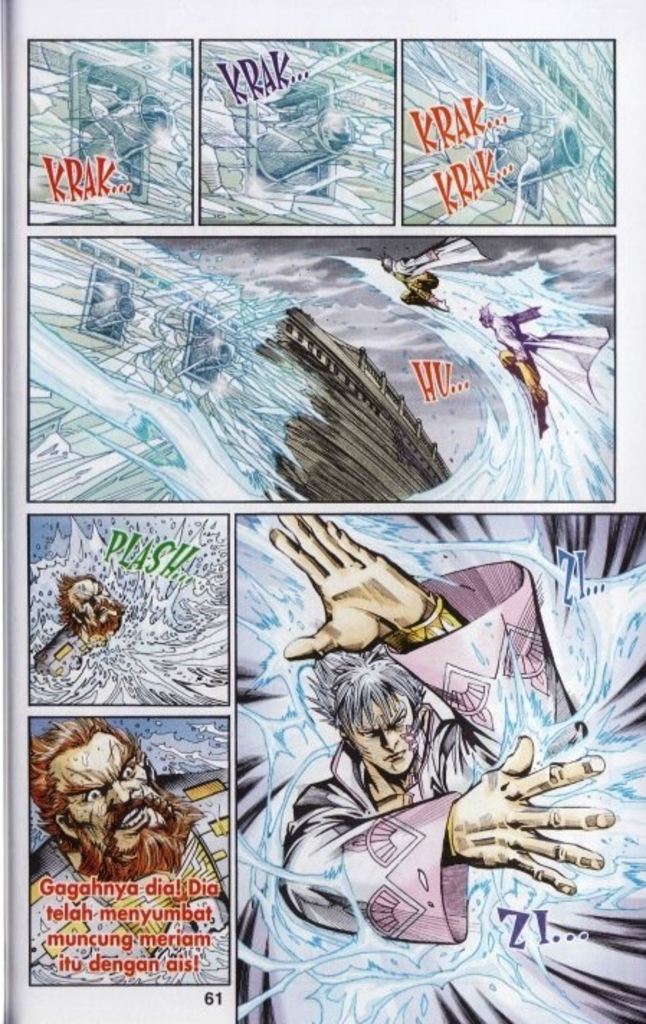 KRAK...
KRAK...
KRAK...
KRAK...
HU...
PLASH...
ZI...
Gagahnya dia! Dia
telah menyumbat
muncung meriam
itu dengan ais!
ZI...
61